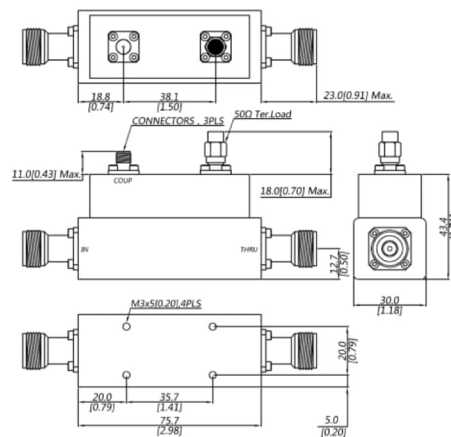 18.8
[0.74]
38.1
[1.50]
23.0[0.91] Max.
CONNECTORS , 3PLS
50Ω Ter.Load
11.0[0.43] Max.
COUP
18.0[0.70] Max.
IN
THRU
12.7
[0.50]
43.4
30.0
[1.18]
M3x5[0.20],4PLS
20.0
[0.79]
20.0
[0.79]
35.7
[1.41]
75.7
[2.98]
5.0
[0.20]